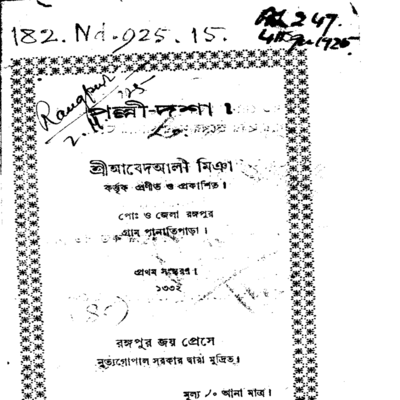 182. Nd. 925. 15.
Rangpur
পল্লী-দশা।
শ্রীআবেদআলী মিঞা
কর্ত্তৃক প্রণীত ও প্রকাশিত।
পোঃ ও জেলা রঙ্গপুর
গ্রাম পানাতিপাড়া।
প্রথম সংস্করণ।
১৩৩২
রঙ্গপুর জয় প্রেসে
নৃত্যগোপাল সরকার দ্বারা মুদ্রিত।
মূল্য ৵০ আনা মাত্র।